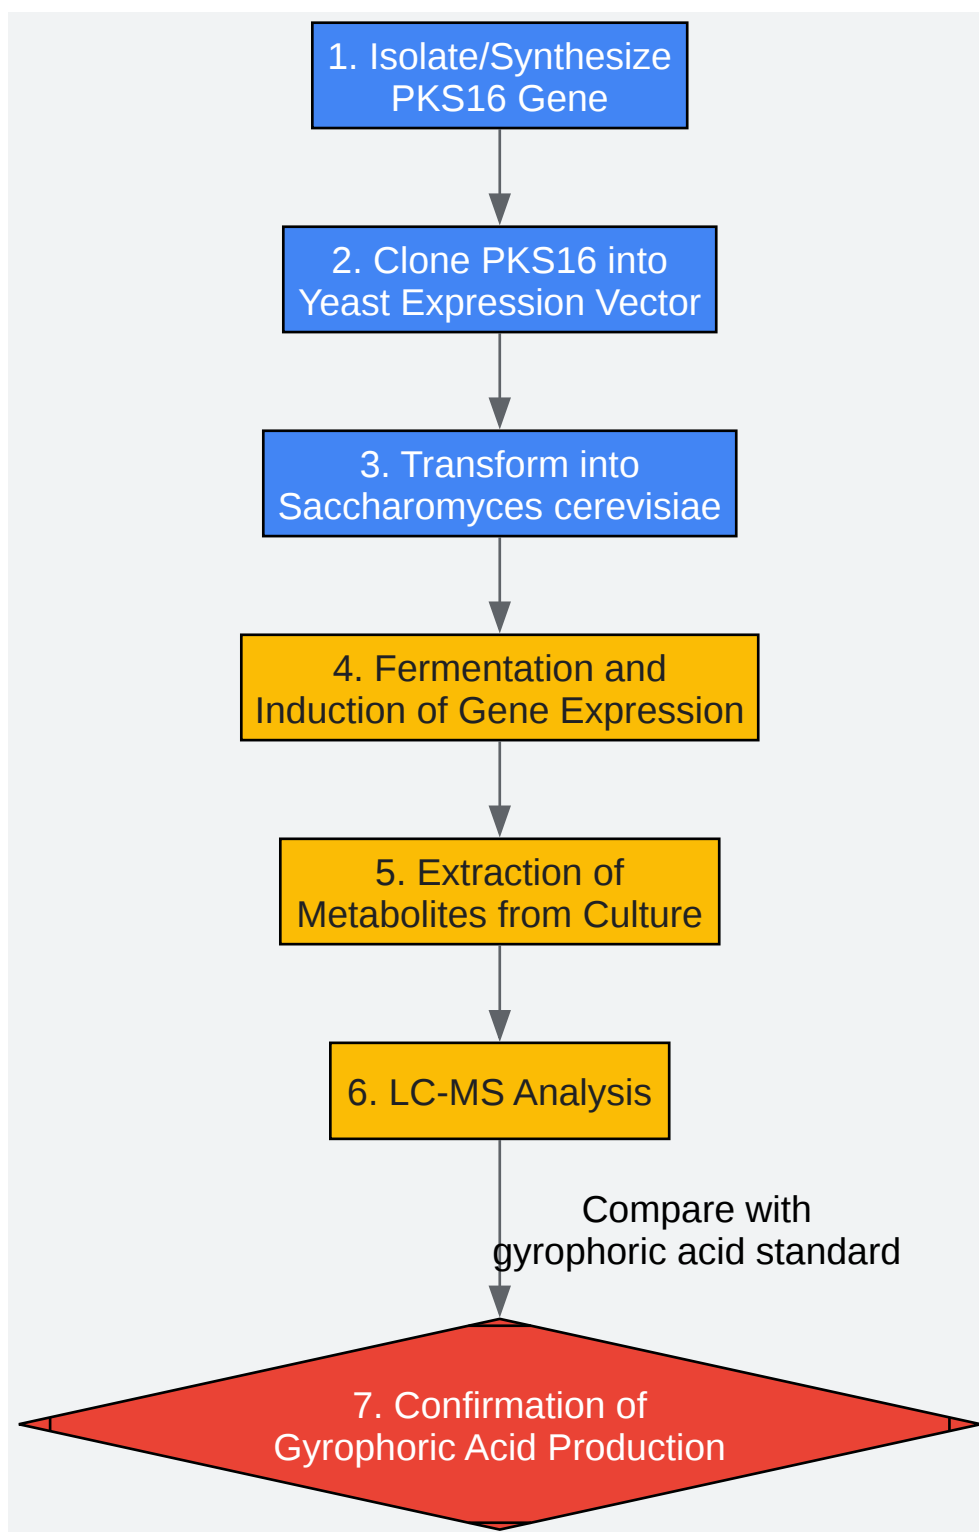 1. Isolate/Synthesize
PKS16 Gene
2. Clone PKS16 into
Yeast Expression Vector
3. Transform into
Saccharomyces cerevisiae
4. Fermentation and
Induction of Gene Expression
5. Extraction of
Metabolites from Culture
6. LC-MS Analysis
Compare with
gyrophoric acid standard
7. Confirmation of
Gyrophoric Acid Production